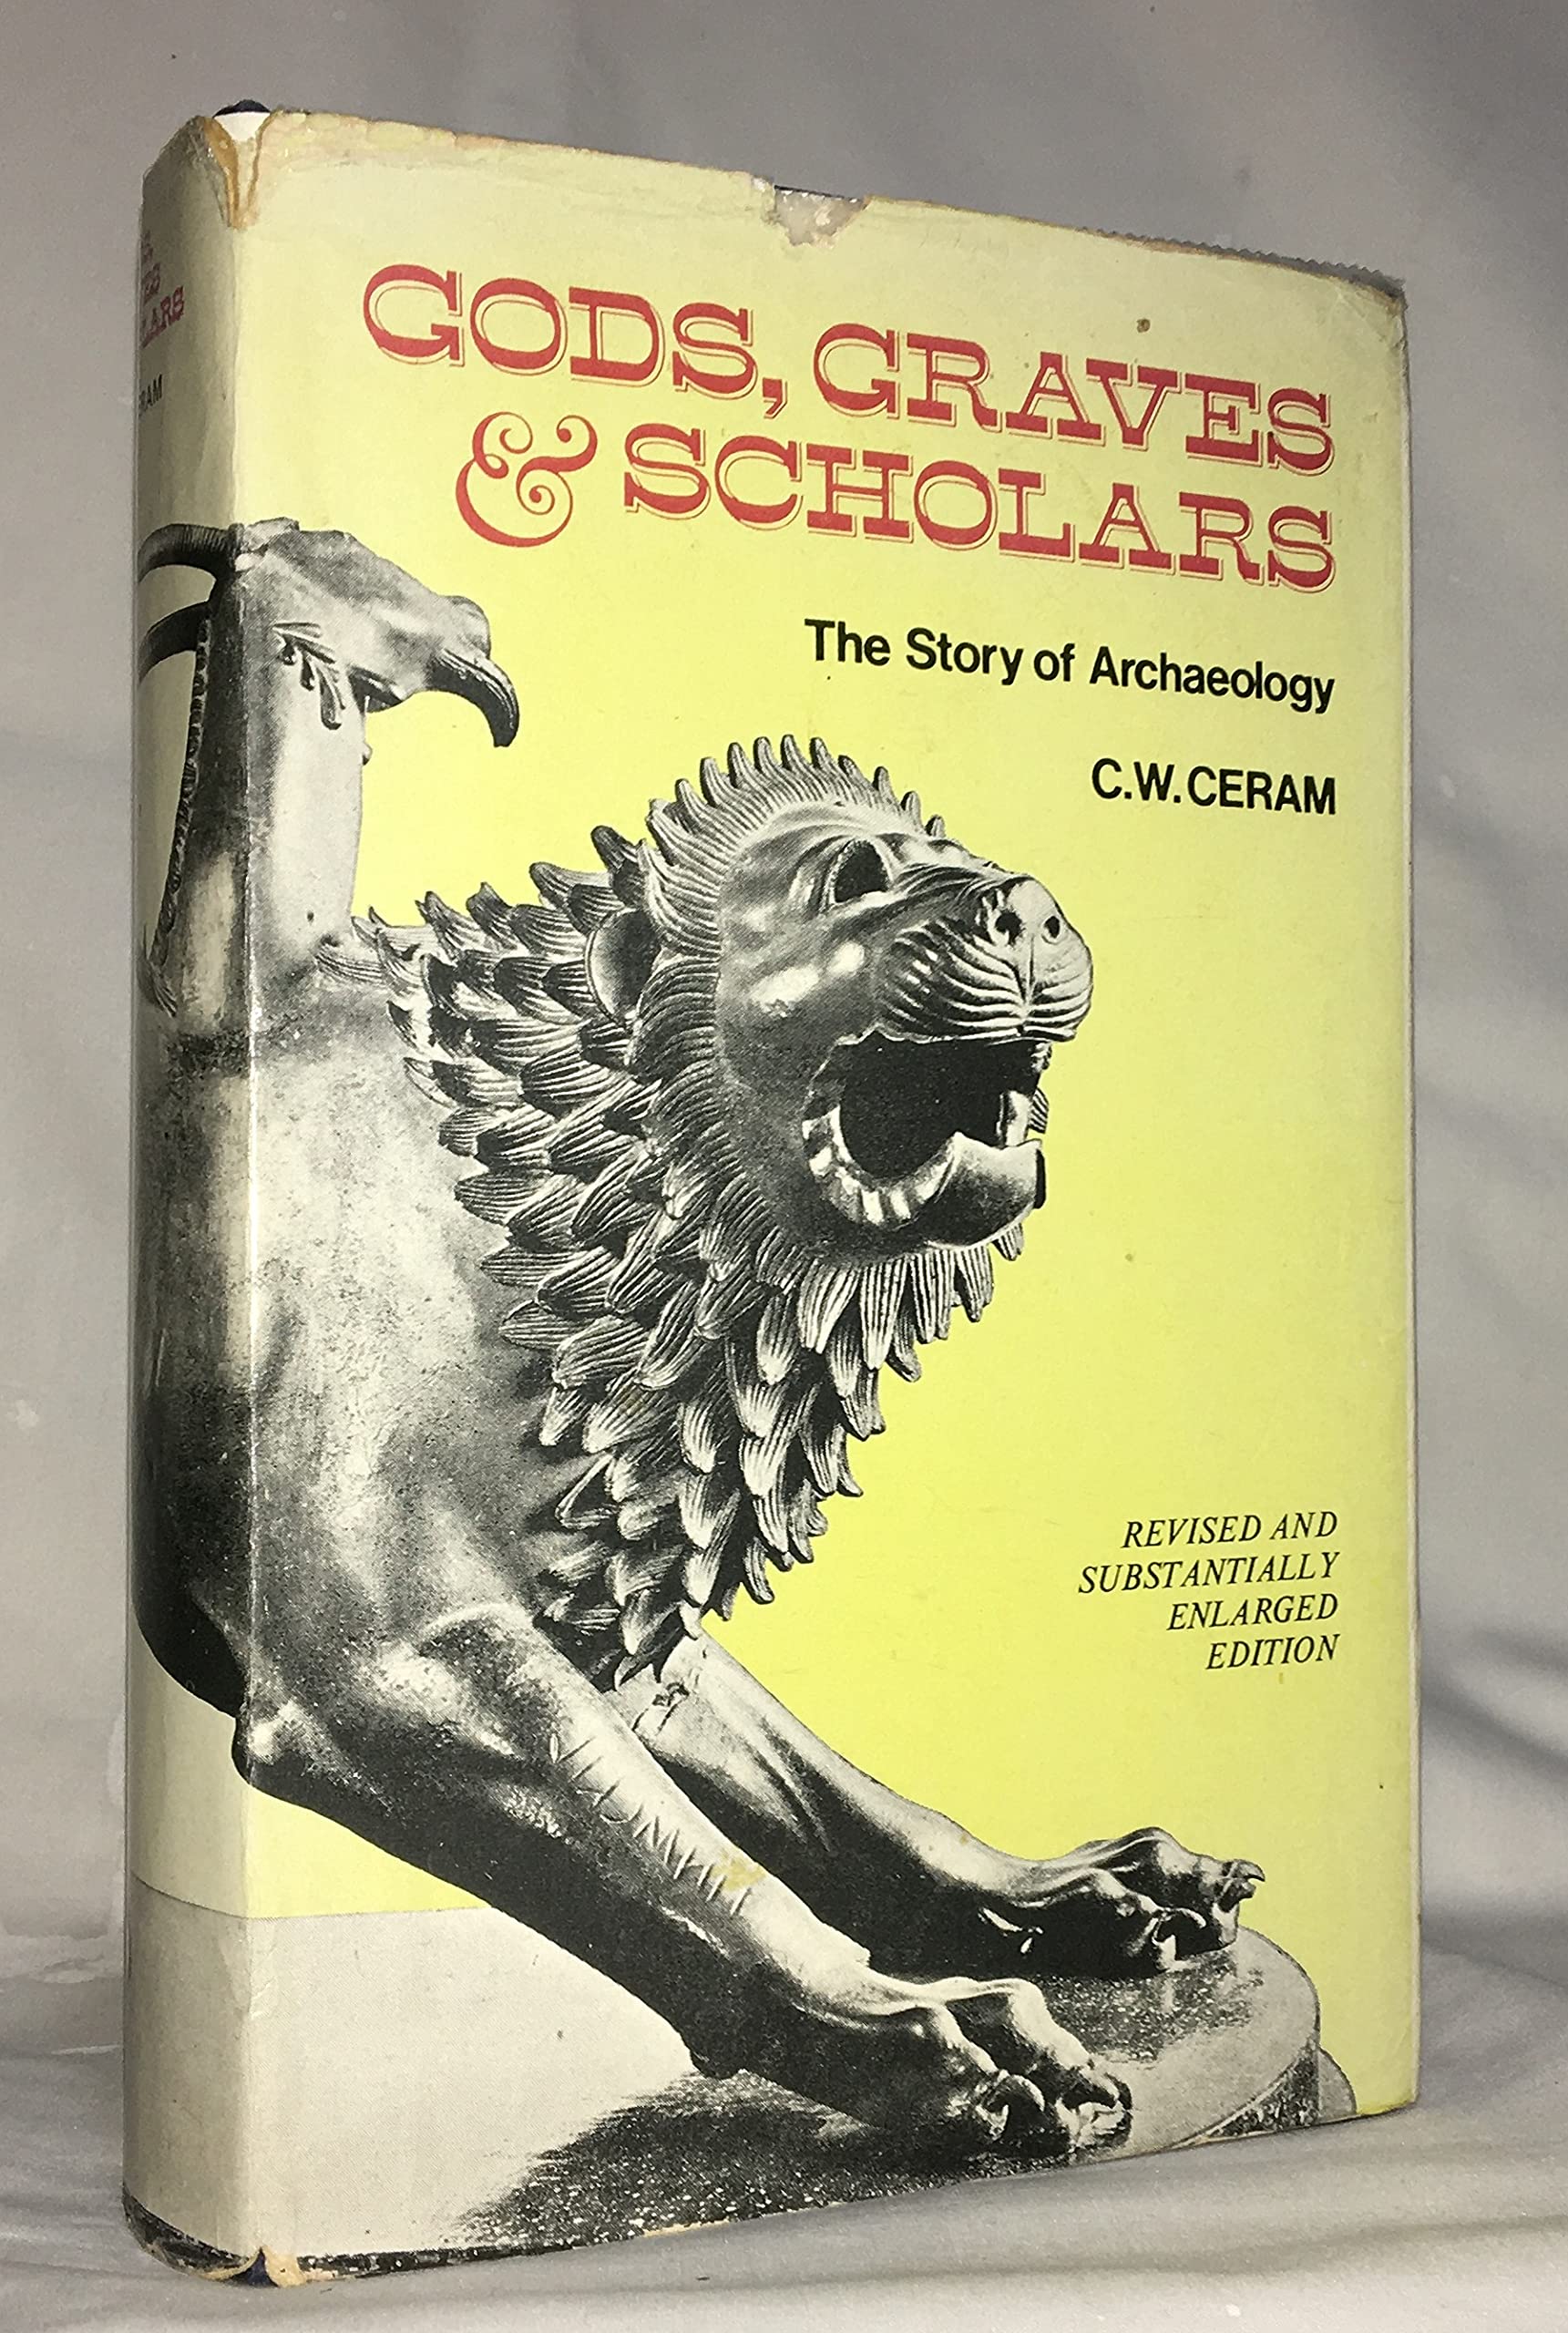 GODS, GRAVES
& SCHOLARS
The Story of Archaeology
C.W. CERAM
REVISED AND
SUBSTANTIALLY
ENLARGED
EDITION